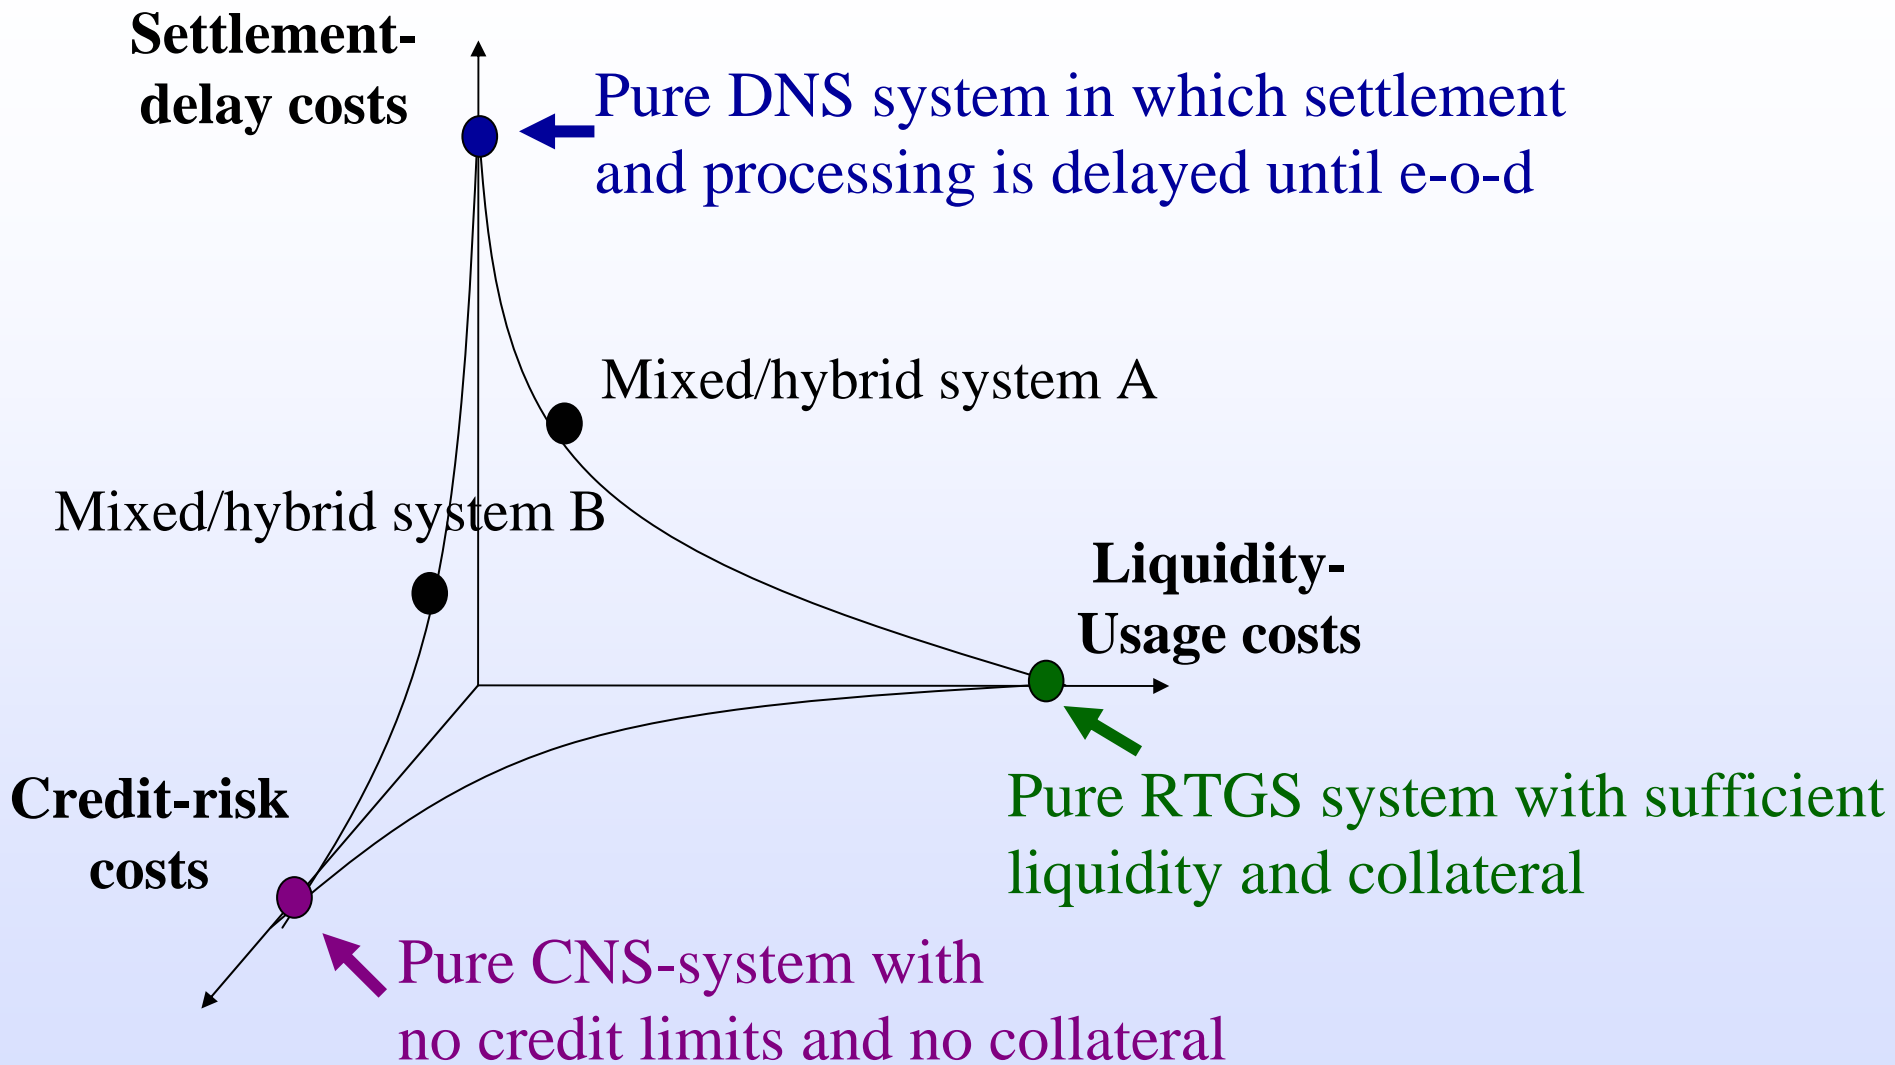 Settlement-
delay costs
Pure DNS system in which settlement
and processing is delayed until e-o-d
Mixed/hybrid system A
Mixed/hybrid system B
Liquidity-
Usage costs
Credit-risk
costs
Pure RTGS system with sufficient
liquidity and collateral
Pure CNS-system with
no credit limits and no collateral